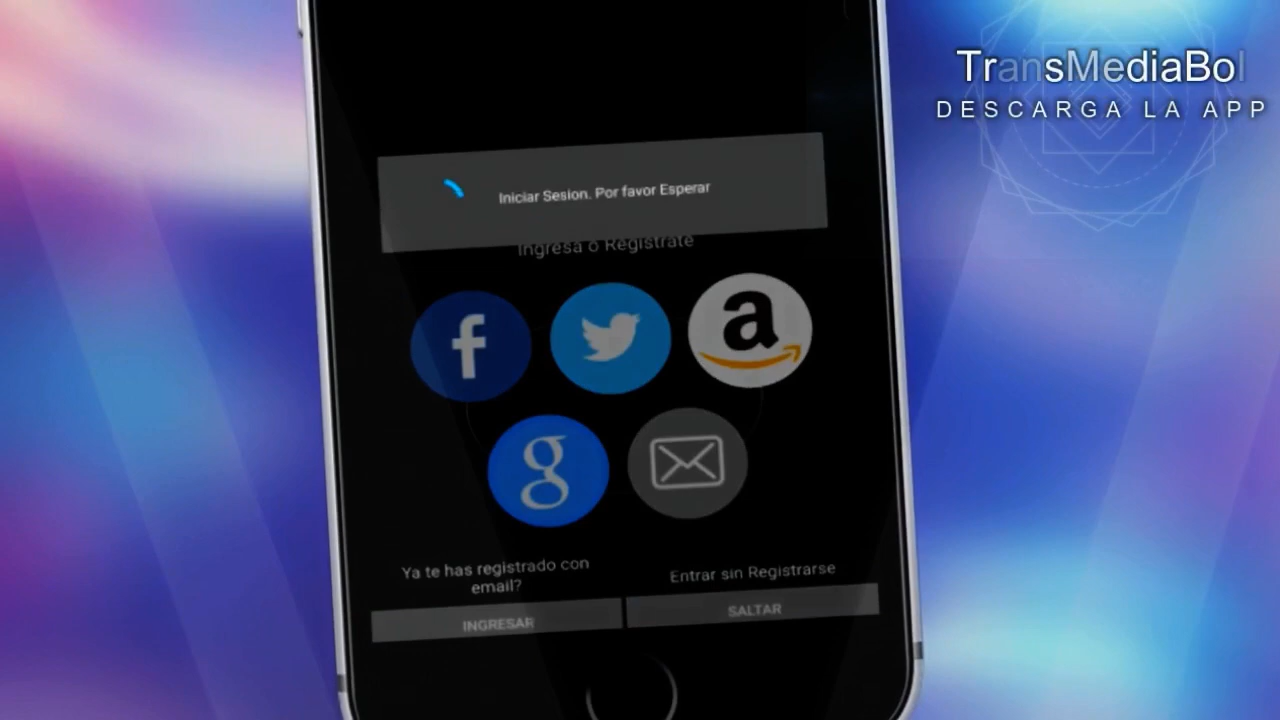 TransMediaBol
DESCARGA LA APP
Iniciar Sesion. Por favor Esperar
Ingresa o Registrate
Ya te has registrado con
email?
Entrar sin Registrarse
INGRESAR
SALTAR